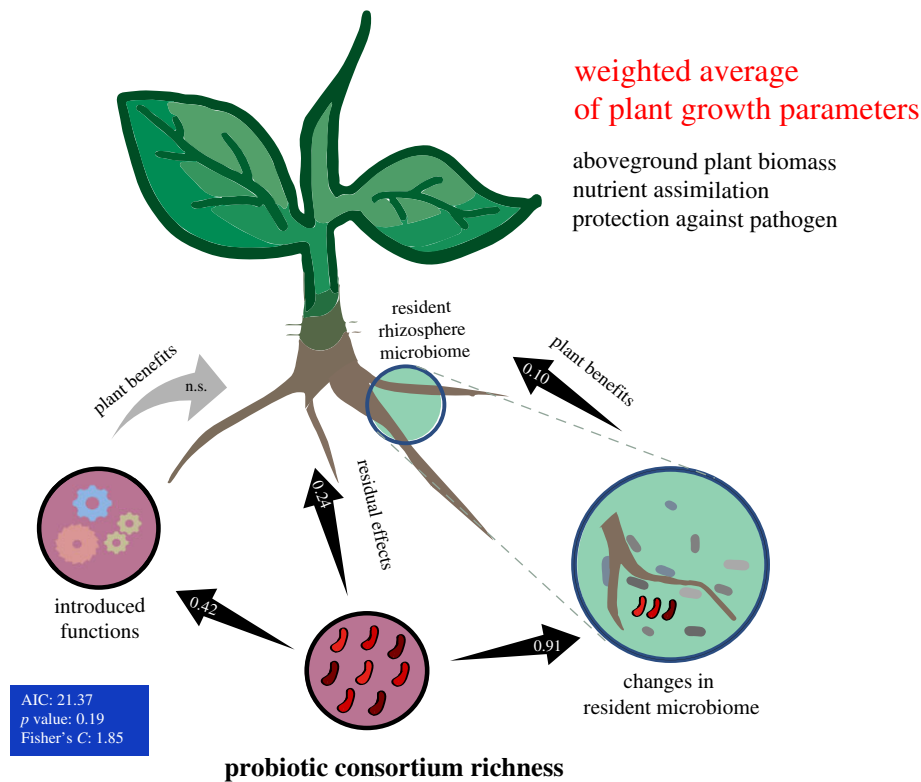 weighted average
of plant growth parameters
aboveground plant biomass
nutrient assimilation
protection against pathogen
resident
rhizosphere
microbiome
plant benefits
n.s.
plant benefits
0.10
residual effects
0.24
introduced
functions
0.42
0.91
changes in
resident microbiome
AIC: 21.37
p value: 0.19
Fisher's C: 1.85
probiotic consortium richness